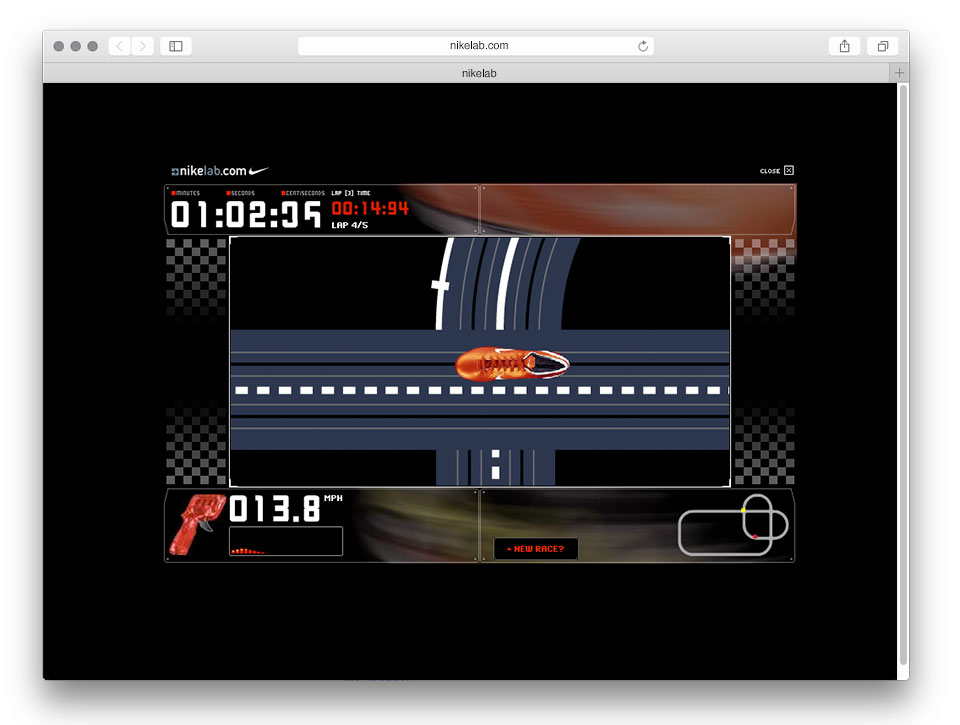 nikelab.com
nikelab
nikelab.com
CLOSE
MINUTES SECONDS CENTISECONDS LAP [3] TIME
01:02:39 00:14:94
LAP 4/5
013.8 MPH
- NEW RACE?